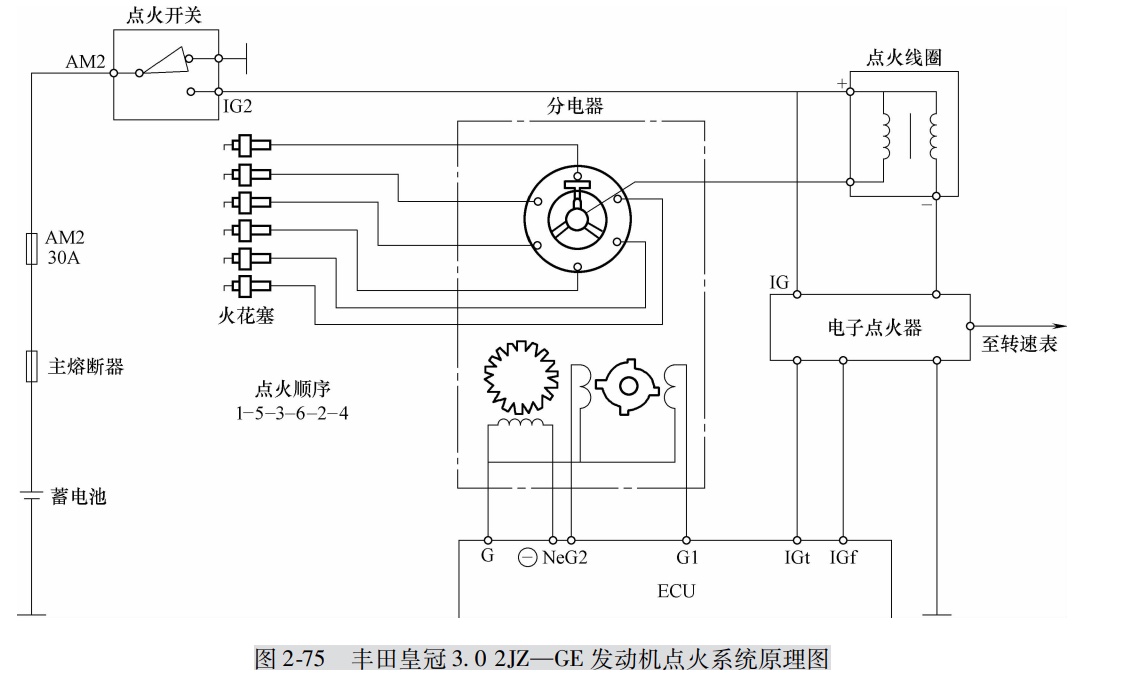 点火开关
AM2
IG2
点火线圈
+
−
分电器
AM2
30A
火花塞
IG
电子点火器
至转速表
主熔断器
点火顺序
1−5−3−6−2−4
蓄电池
G
−
Ne
G2
G1
IGt
IGf
ECU
图 2-75 丰田皇冠 3. 0 2JZ—GE 发动机点火系统原理图